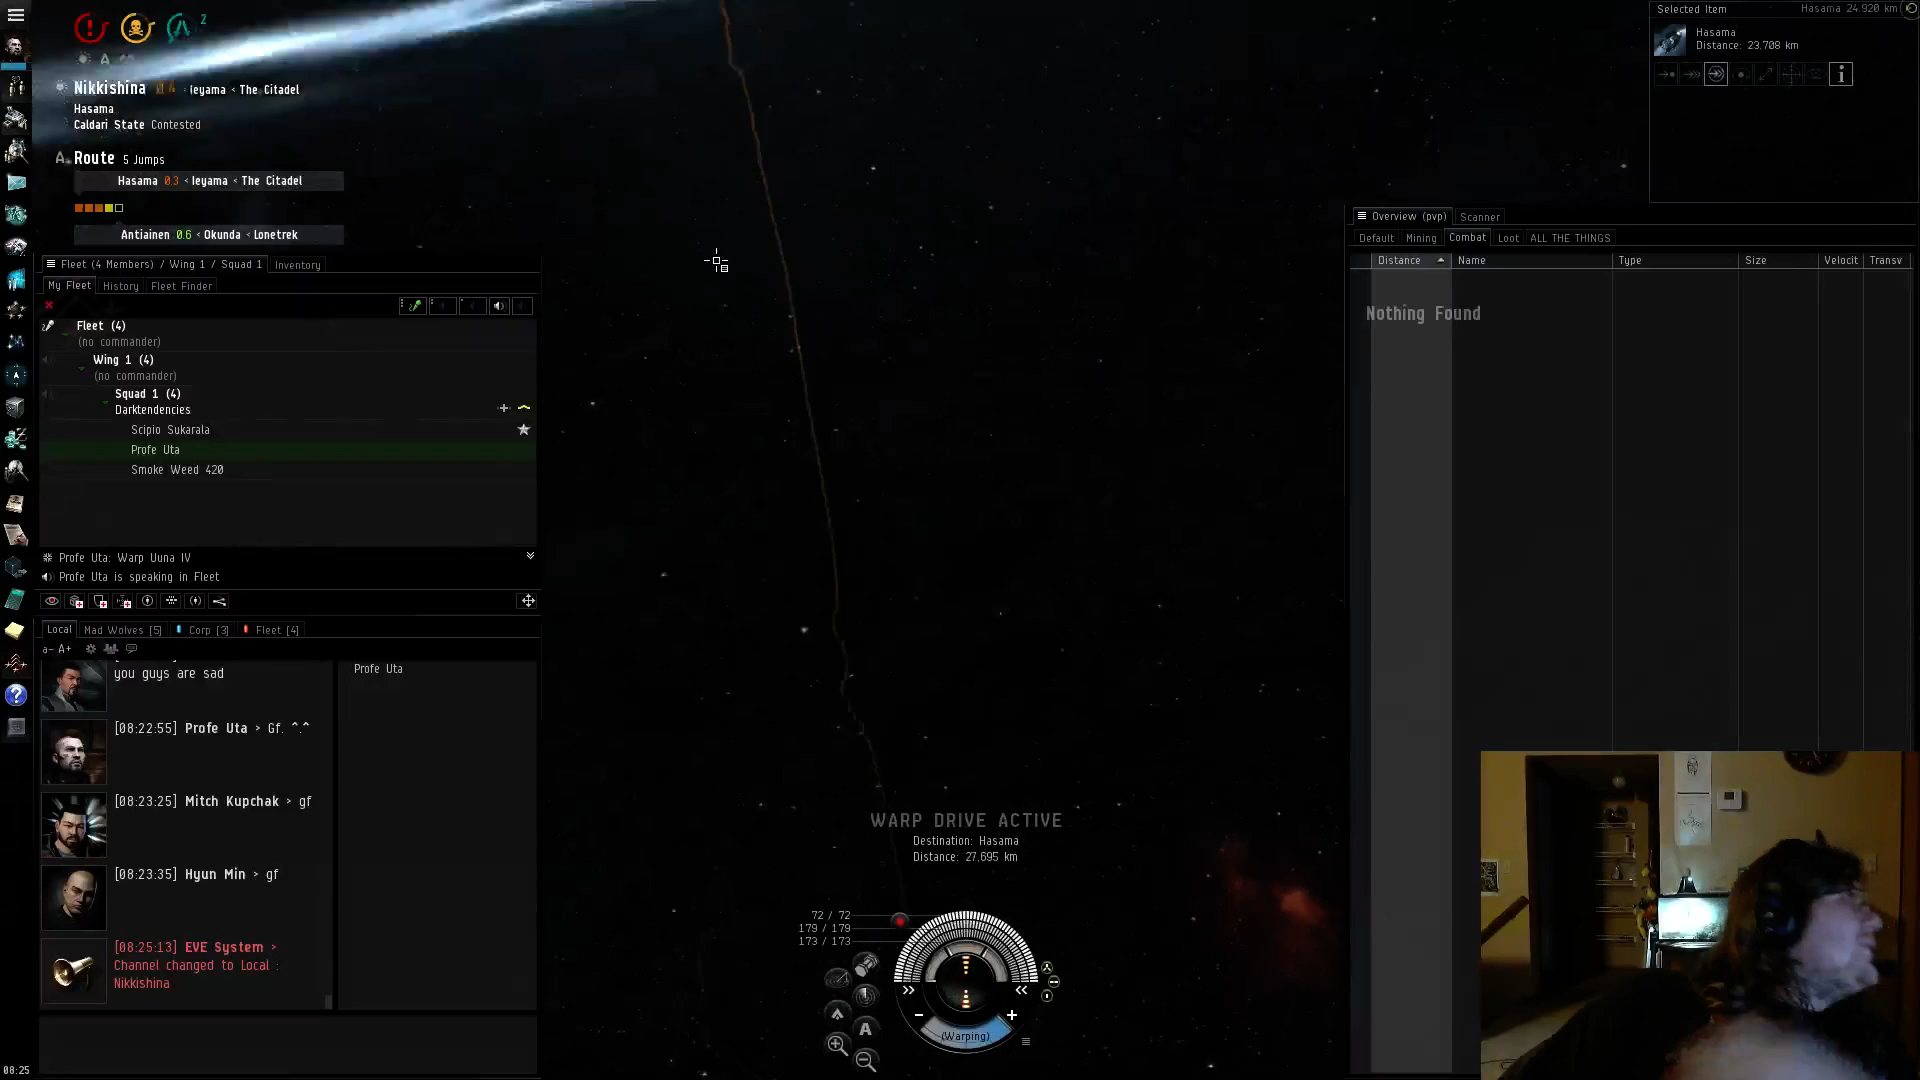 2
Nikkishina < Ieyama < The Citadel
Hasama
Caldari State Contested
Route 5 Jumps
Hasama 0.3 < Ieyama < The Citadel
Antiainen 0.6 < Okunda < Lonetrek
Fleet (4 Members) / Wing 1 / Squad 1
Inventory
My Fleet
History
Fleet Finder
Fleet (4)
(no commander)
Wing 1 (4)
(no commander)
Squad 1 (4)
Darktendencies
Scipio Sukarala
Profe Uta
Smoke Weed 420
Profe Uta: Warp Uuna IV
Profe Uta is speaking in Fleet
Local
Mad Wolves [5]
Corp [3]
Fleet [4]
a- A+
you guys are sad
[08:22:55] Profe Uta > Gf. ^.^
[08:23:25] Mitch Kupchak > gf
[08:23:35] Hyun Min > gf
[08:25:13] EVE System >
Channel changed to Local :
Nikkishina
Profe Uta
08:25
WARP DRIVE ACTIVE
Destination: Hasama
Distance: 27,695 km
72 / 72
179 / 179
173 / 173
A
(Warping)
Selected Item
Hasama 24.920 km
Hasama
Distance: 23,708 km
Overview (pvp)
Scanner
Default
Mining
Combat
Loot
ALL THE THINGS
Distance
Name
Type
Size
Velocit
Transv
Nothing Found